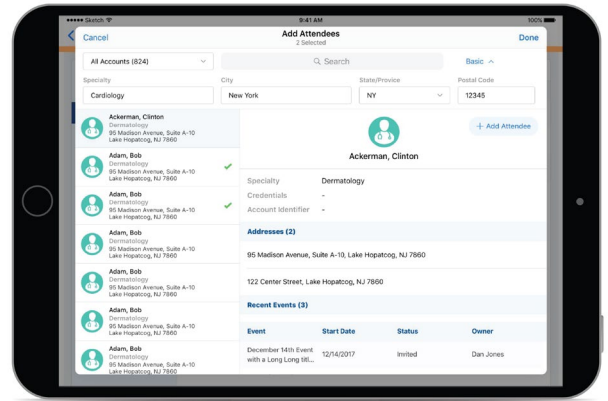 Sketch
9:41 AM
100%
Cancel
Add Attendees
2 Selected
Done
All Accounts (824)
Search
Basic
Specialty
City
State/Provice
Postal Code
Cardiology
New York
NY
12345
Ackerman, Clinton
Dermatology
95 Madison Avenue, Suite A-10
Lake Hopatcog, NJ 7860
Adam, Bob
Dermatology
95 Madison Avenue, Suite A-10
Lake Hopatcog, NJ 7860
Adam, Bob
Dermatology
95 Madison Avenue, Suite A-10
Lake Hopatcog, NJ 7860
Adam, Bob
Dermatology
95 Madison Avenue, Suite A-10
Lake Hopatcog, NJ 7860
Adam, Bob
Dermatology
95 Madison Avenue, Suite A-10
Lake Hopatcog, NJ 7860
Adam, Bob
Dermatology
95 Madison Avenue, Suite A-10
Lake Hopatcog, NJ 7860
Adam, Bob
Dermatology
95 Madison Avenue, Suite A-10
Lake Hopatcog, NJ 7860
+ Add Attendee
Ackerman, Clinton
Specialty Dermatology
Credentials -
Account Identifier -
Addresses (2)
95 Madison Avenue, Suite A-10, Lake Hopatcog, NJ 7860
122 Center Street, Lake Hopatcog, NJ 7860
Recent Events (3)
Event Start Date Status Owner
December 14th Event
with a Long Long titl... 12/14/2017 Invited Dan Jones